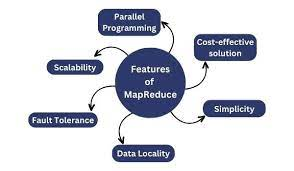 Parallel
Programming
Cost-effective
solution
Scalability
Features
of
MapReduce
Simplicity
Fault Tolerance
Data Locality